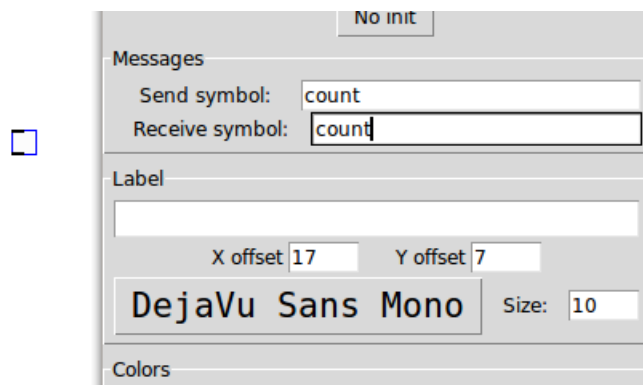 No init
Messages
Send symbol: count
Receive symbol: count
Label
X offset 17 Y offset 7
DejaVu Sans Mono Size: 10
Colors